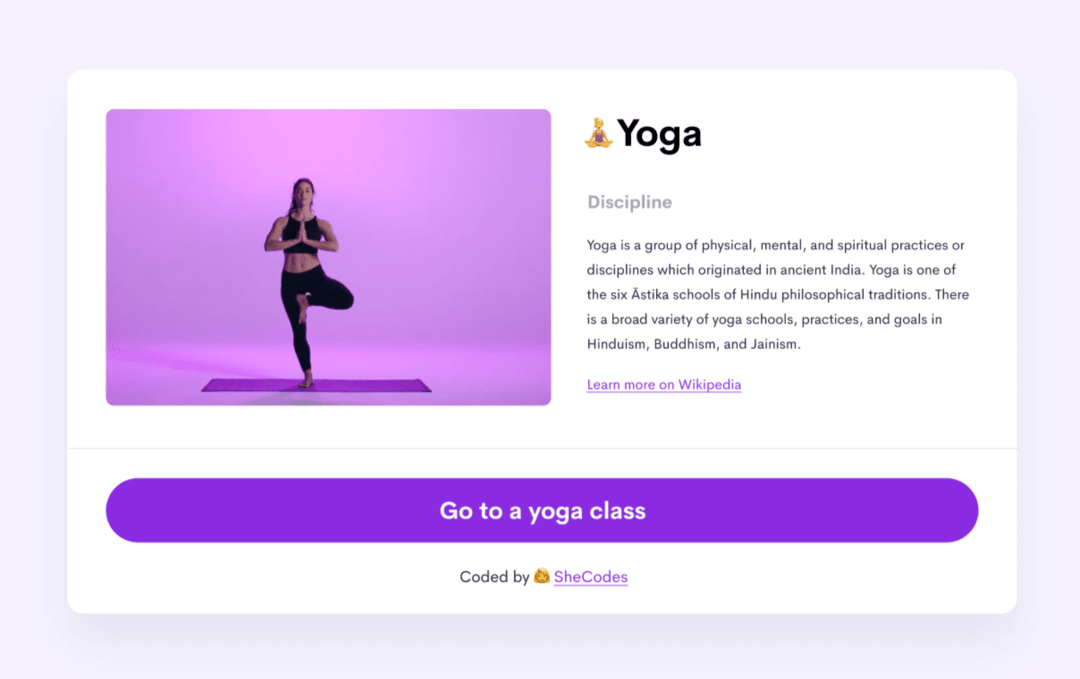 🧘‍♀️Yoga
Discipline
Yoga is a group of physical, mental, and spiritual practices or
disciplines which originated in ancient India. Yoga is one of
the six Āstika schools of Hindu philosophical traditions. There
is a broad variety of yoga schools, practices, and goals in
Hinduism, Buddhism, and Jainism.
Learn more on Wikipedia
Go to a yoga class
Coded by 👩 SheCodes